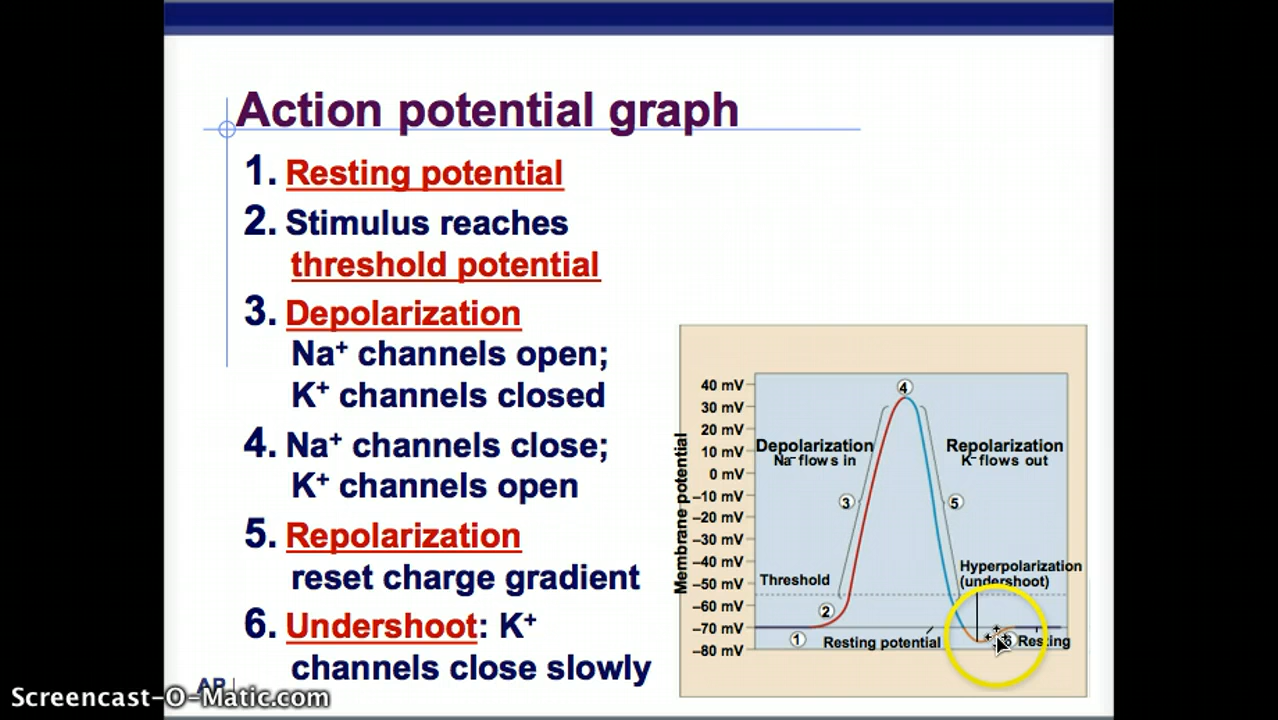 Action potential graph
1. Resting potential
2. Stimulus reaches
threshold potential
3. Depolarization
Na+ channels open;
K+ channels closed
4. Na+ channels close;
K+ channels open
5. Repolarization
reset charge gradient
6. Undershoot: K+
channels close slowly
Membrane potential
40 mV
30 mV
20 mV
10 mV
0 mV
–10 mV
–20 mV
–30 mV
–40 mV
–50 mV
–60 mV
–70 mV
–80 mV
4
Depolarization
Na– flows in
Repolarization
K– flows out
3
5
Threshold
Hyperpolarization
(undershoot)
2
1
Resting potential
6
Resting
Screencast-O-Matic.com